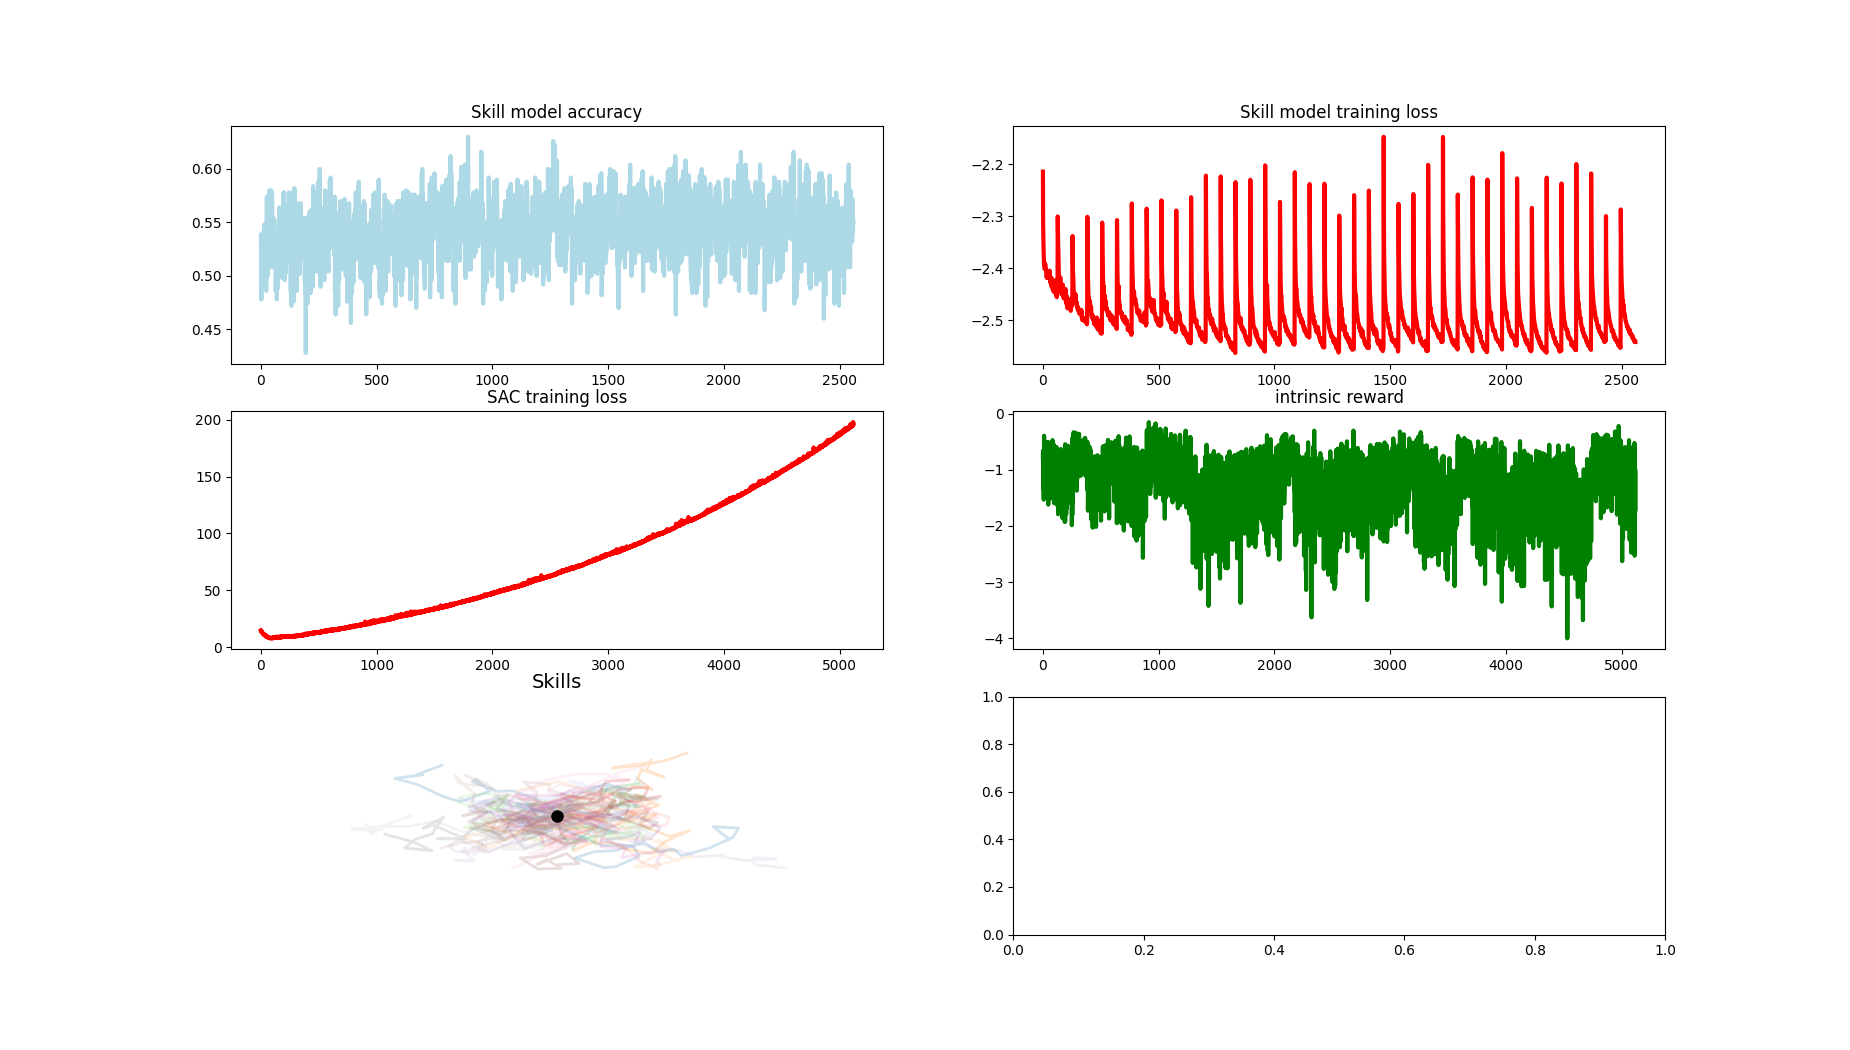 Skill model accuracy
0.60
0.55
0.50
0.45
0 500 1000 1500 2000 2500
Skill model training loss
−2.2
−2.3
−2.4
−2.5
0 500 1000 1500 2000 2500
SAC training loss
200
150
100
50
0
0 1000 2000 3000 4000 5000
intrinsic reward
0
−1
−2
−3
−4
0 1000 2000 3000 4000 5000
Skills
1.0
0.8
0.6
0.4
0.2
0.0
0.0 0.2 0.4 0.6 0.8 1.0